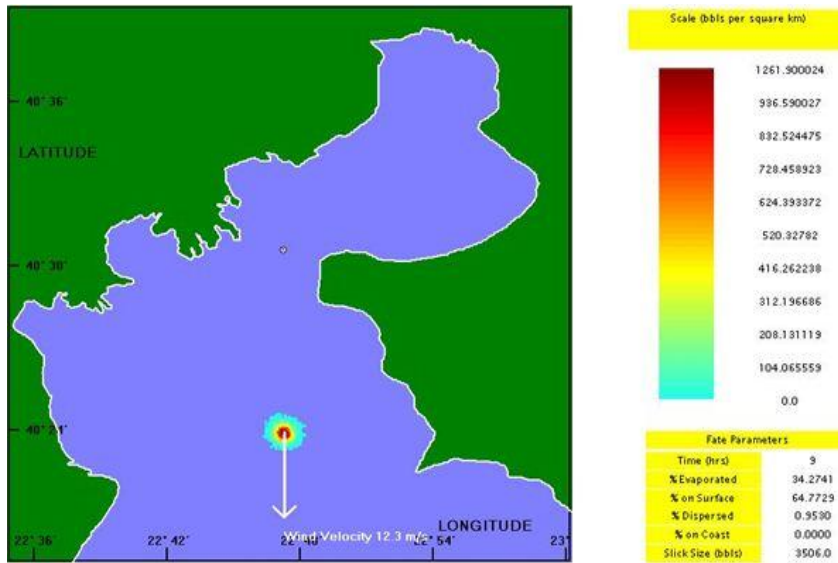 40° 36'
LATITUDE
40° 30'
40° 24'
Wind Velocity 12.3 m/s
LONGITUDE
22° 36' 22° 42' 22° 48' 22° 54' 23°
Scale (bbls per square km)
1261.900024
936.590027
832.524475
728.458923
624.393372
520.32782
416.262238
312.196686
208.131119
104.065559
0.0
Fate Parameters
Time (hrs) 9
% Evaporated 34.2741
% on Surface 64.7729
% Dispersed 0.9530
% on Coast 0.0000
Slick Size (bbls) 3506.0